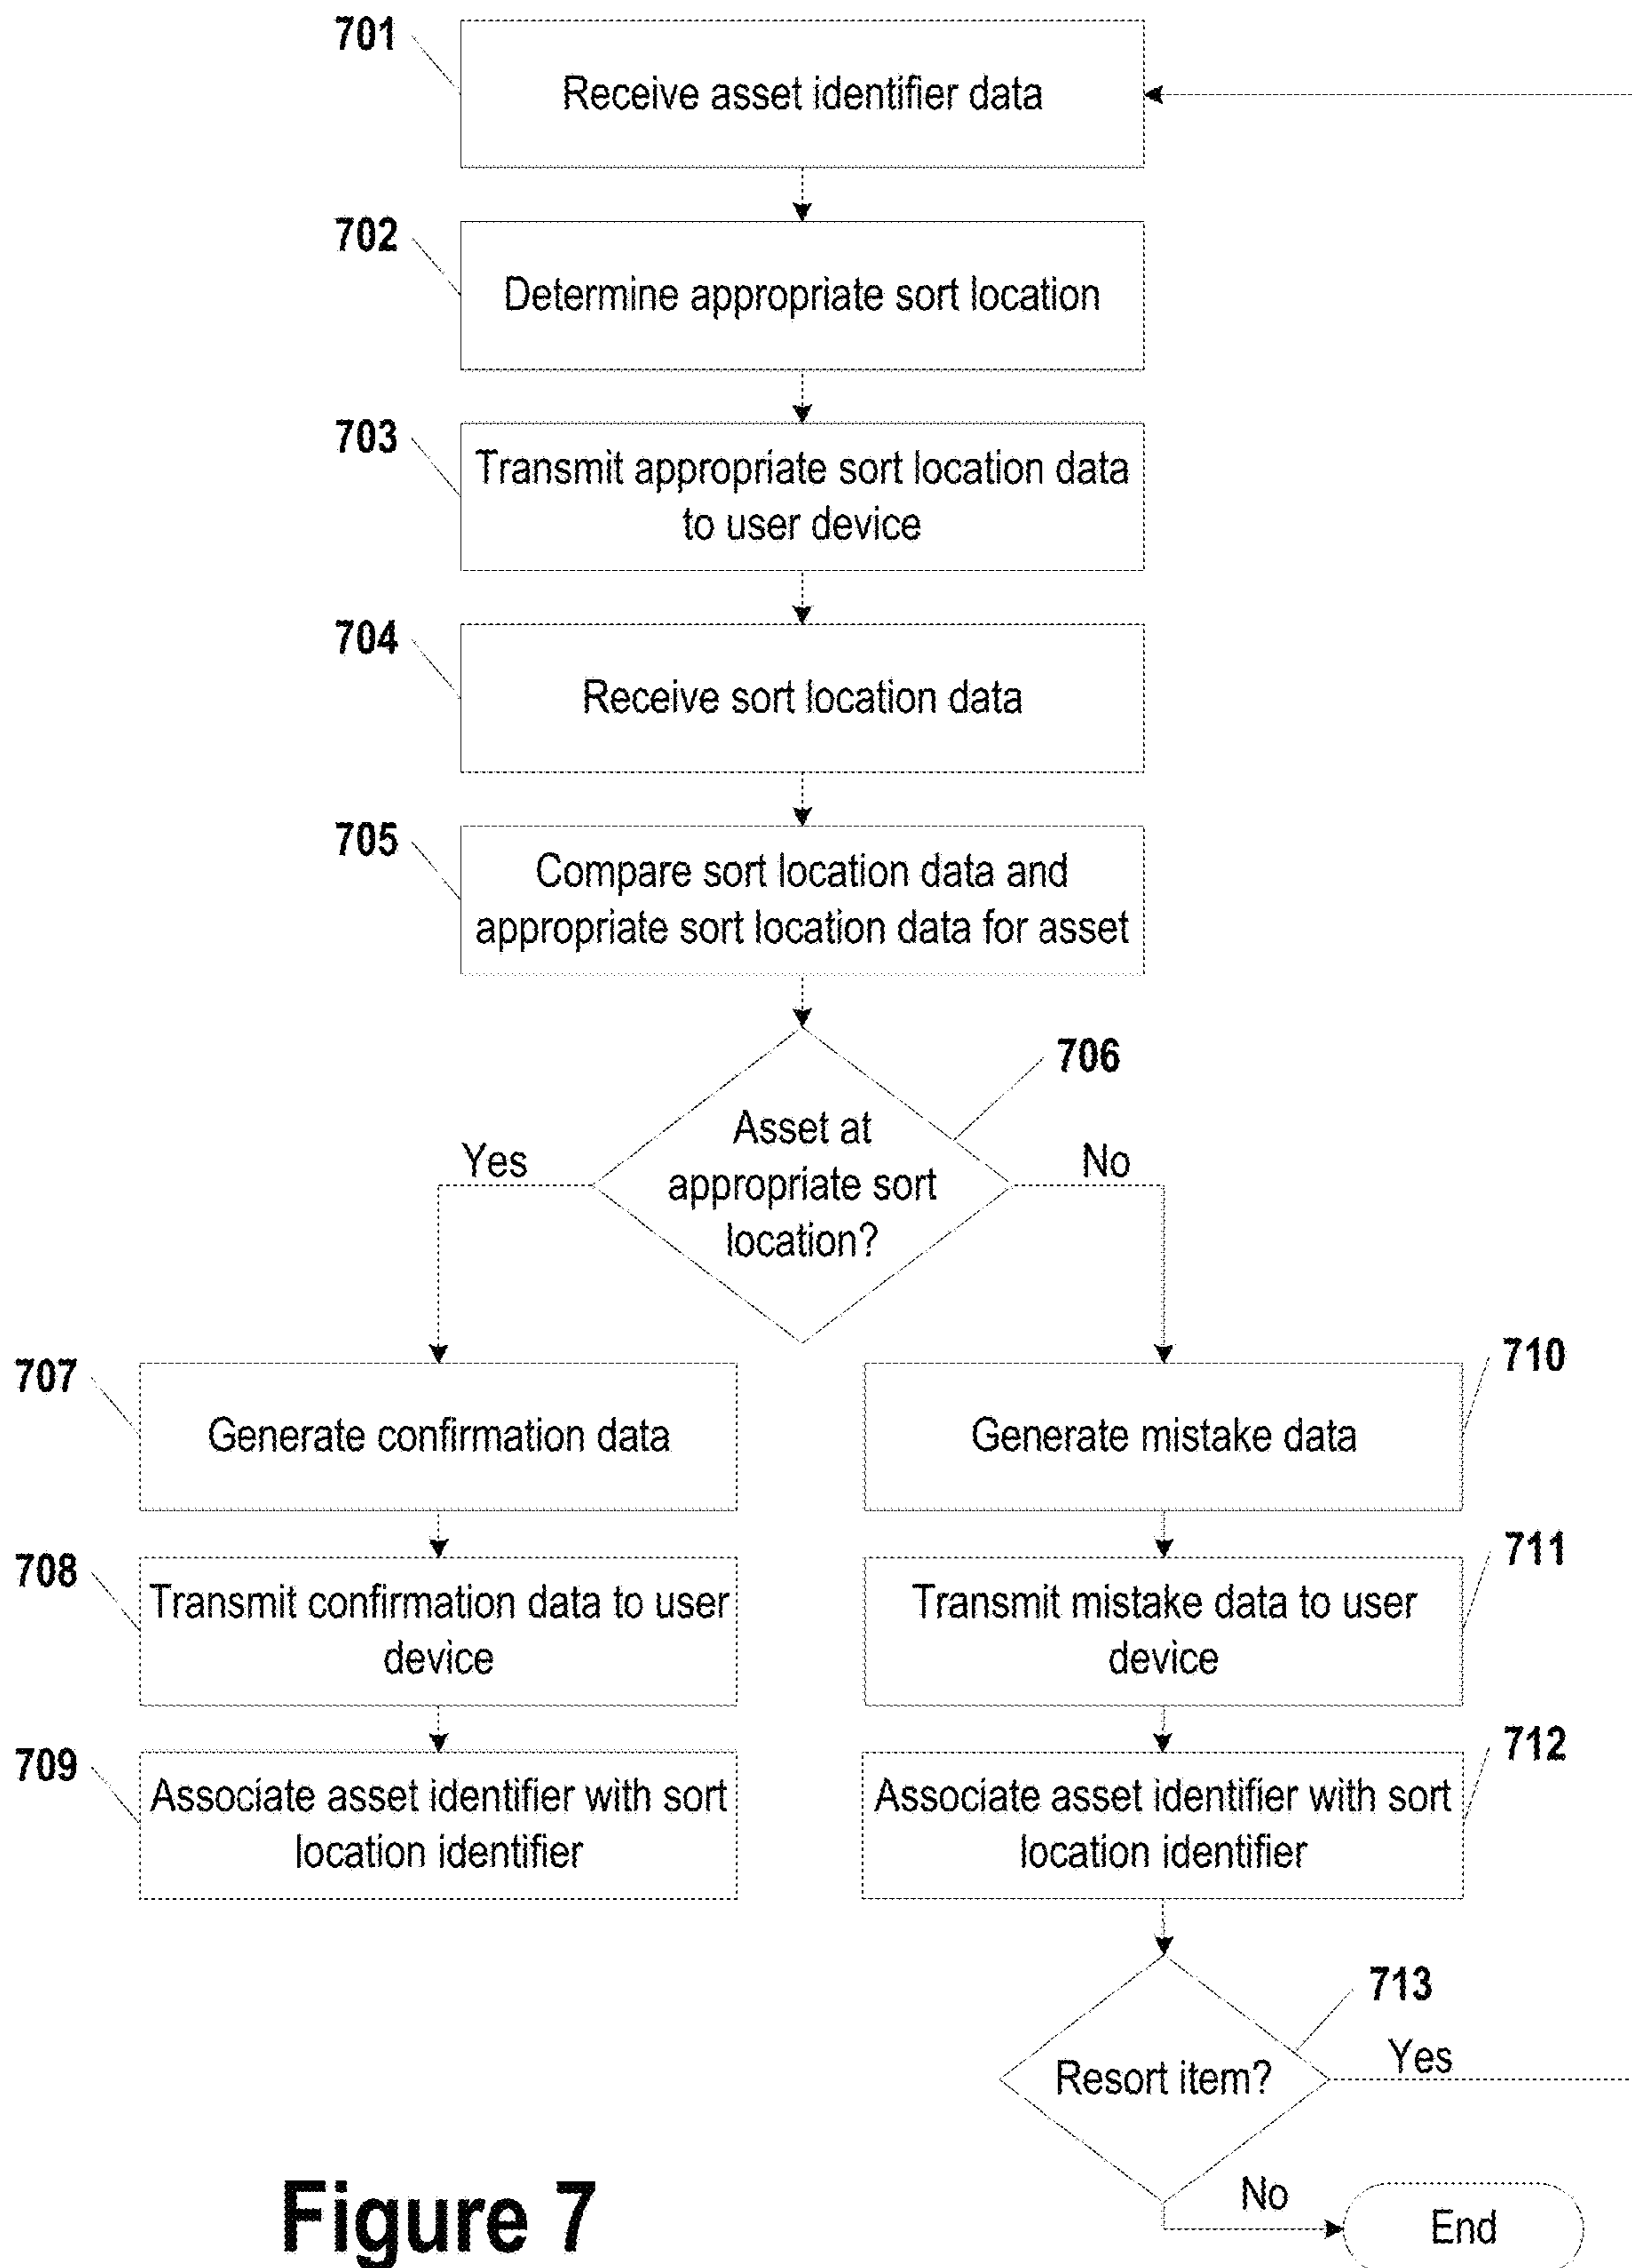 701
Receive asset identifier data
702
Determine appropriate sort location
703
Transmit appropriate sort location data
to user device
704
Receive sort location data
705
Compare sort location data and
appropriate sort location data for asset
706
Asset at
appropriate sort
location?
Yes
No
707
Generate confirmation data
710
Generate mistake data
708
Transmit confirmation data to user
device
711
Transmit mistake data to user
device
709
Associate asset identifier with sort
location identifier
712
Associate asset identifier with sort
location identifier
713
Resort item?
Yes
No
End
Figure 7